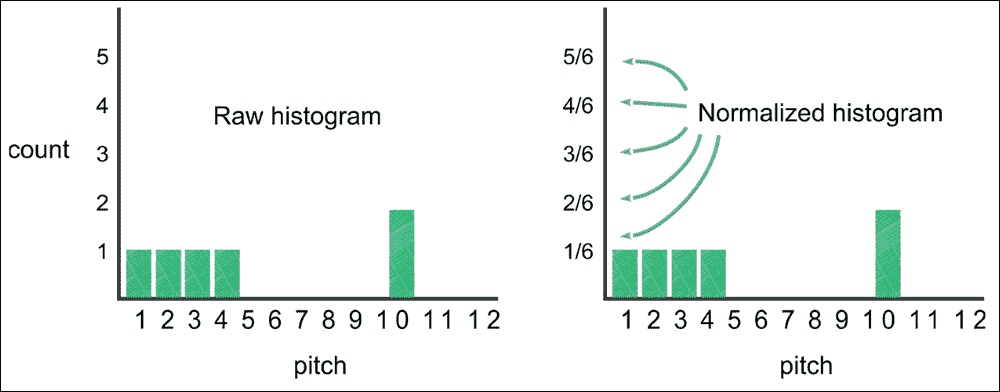 5
4
3
2
1
count
Raw histogram
1 2 3 4 5 6 7 8 9 10 11 12
pitch
5/6
4/6
3/6
2/6
1/6
Normalized histogram
1 2 3 4 5 6 7 8 9 10 11 12
pitch